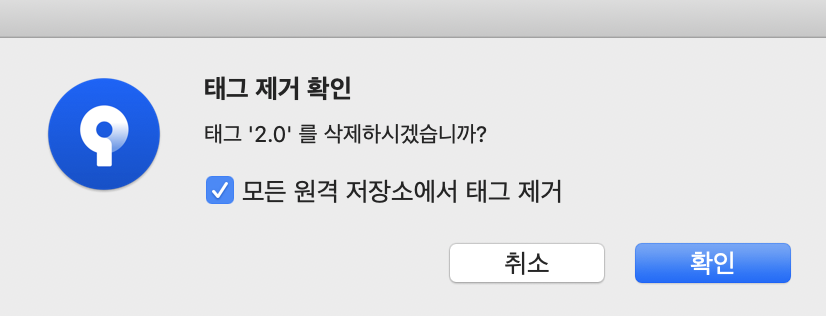 태그 제거 확인
태그 '2.0' 를 삭제하시겠습니까?
모든 원격 저장소에서 태그 제거
취소
확인